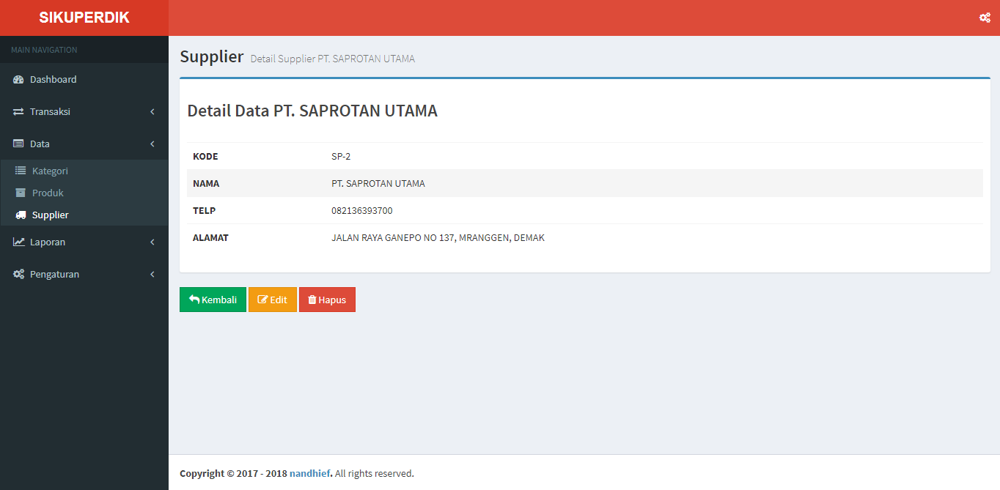 SIKUPERDIK
MAIN NAVIGATION
Dashboard
Transaksi
Data
Kategori
Produk
Supplier
Laporan
Pengaturan
Supplier Detail Supplier PT. SAPROTAN UTAMA
Detail Data PT. SAPROTAN UTAMA
KODE SP-2
NAMA PT. SAPROTAN UTAMA
TELP 082136393700
ALAMAT JALAN RAYA GANEPO NO 137, MRANGGEN, DEMAK
Kembali Edit Hapus
Copyright © 2017 - 2018 nandhief. All rights reserved.